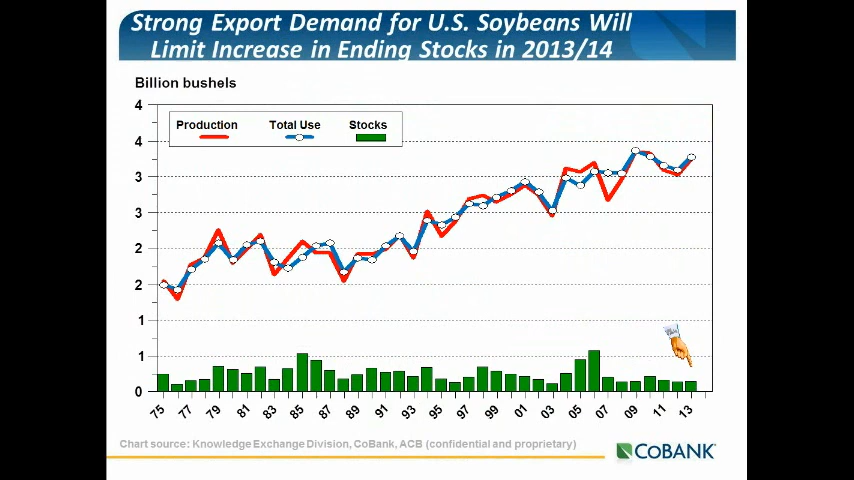 Strong Export Demand for U.S. Soybeans Will
Limit Increase in Ending Stocks in 2013/14
Billion bushels
Production Total Use Stocks
4
4
3
3
2
2
1
1
0
75 77 79 81 83 85 87 89 91 93 95 97 99 01 03 05 07 09 11 13
Chart source: Knowledge Exchange Division, CoBank, ACB (confidential and proprietary)
COBANK